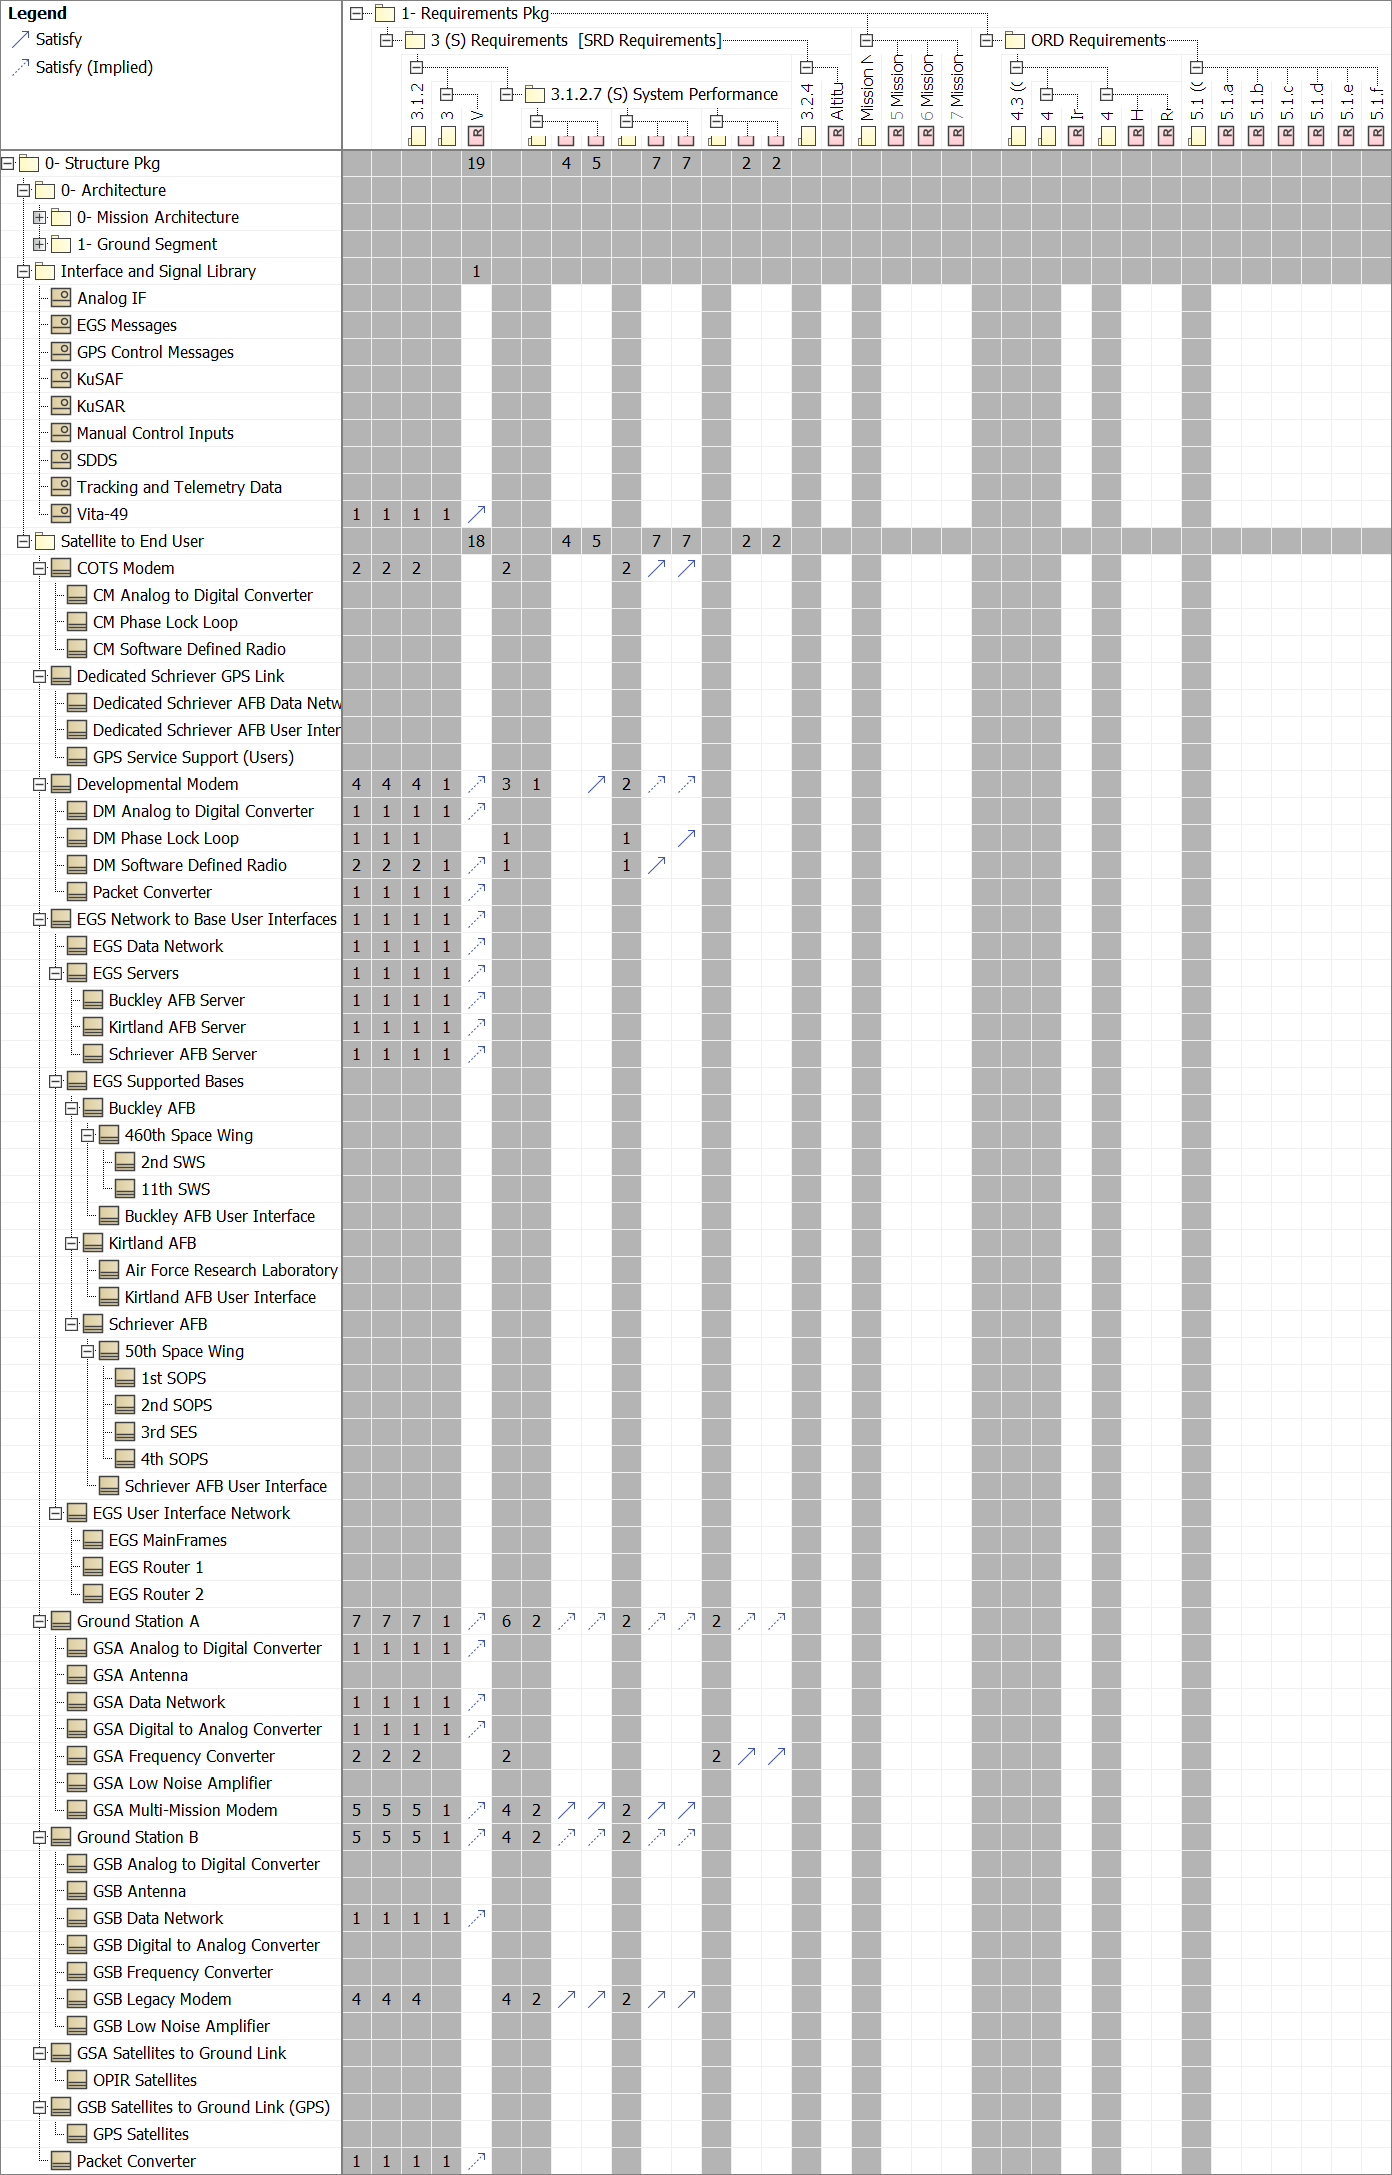 Legend
Satisfy
Satisfy (Implied)
1- Requirements Pkg
3 (S) Requirements [SRD Requirements]
ORD Requirements
3.1.2.7 (S) System Performance
3.1.2
3
V
3.2.4
Altitu
Mission N
5 Mission
6 Mission
7 Mission
4.3 ((
4
Ir
4
H
R
5.1 ((
5.1.a
5.1.b
5.1.c
5.1.d
5.1.e
5.1.f
0- Structure Pkg 19 4 5 7 7 2 2
0- Architecture
0- Mission Architecture
1- Ground Segment
Interface and Signal Library 1
Analog IF
EGS Messages
GPS Control Messages
KuSAF
KuSAR
Manual Control Inputs
SDDS
Tracking and Telemetry Data
Vita-49 1 1 1 1
Satellite to End User 18 4 5 7 7 2 2
COTS Modem 2 2 2 2 2
CM Analog to Digital Converter
CM Phase Lock Loop
CM Software Defined Radio
Dedicated Schriever GPS Link
Dedicated Schriever AFB Data Netw
Dedicated Schriever AFB User Inter
GPS Service Support (Users)
Developmental Modem 4 4 4 1 3 1 2
DM Analog to Digital Converter 1 1 1 1
DM Phase Lock Loop 1 1 1 1 1
DM Software Defined Radio 2 2 2 1 1 1
Packet Converter 1 1 1 1
EGS Network to Base User Interfaces 1 1 1 1
EGS Data Network 1 1 1 1
EGS Servers 1 1 1 1
Buckley AFB Server 1 1 1 1
Kirtland AFB Server 1 1 1 1
Schriever AFB Server 1 1 1 1
EGS Supported Bases
Buckley AFB
460th Space Wing
2nd SWS
11th SWS
Buckley AFB User Interface
Kirtland AFB
Air Force Research Laboratory
Kirtland AFB User Interface
Schriever AFB
50th Space Wing
1st SOPS
2nd SOPS
3rd SES
4th SOPS
Schriever AFB User Interface
EGS User Interface Network
EGS MainFrames
EGS Router 1
EGS Router 2
Ground Station A 7 7 7 1 6 2 2 2
GSA Analog to Digital Converter 1 1 1 1
GSA Antenna
GSA Data Network 1 1 1 1
GSA Digital to Analog Converter 1 1 1 1
GSA Frequency Converter 2 2 2 2 2
GSA Low Noise Amplifier
GSA Multi-Mission Modem 5 5 5 1 4 2 2
Ground Station B 5 5 5 1 4 2 2
GSB Analog to Digital Converter
GSB Antenna
GSB Data Network 1 1 1 1
GSB Digital to Analog Converter
GSB Frequency Converter
GSB Legacy Modem 4 4 4 4 2 2
GSB Low Noise Amplifier
GSA Satellites to Ground Link
OPIR Satellites
GSB Satellites to Ground Link (GPS)
GPS Satellites
Packet Converter 1 1 1 1